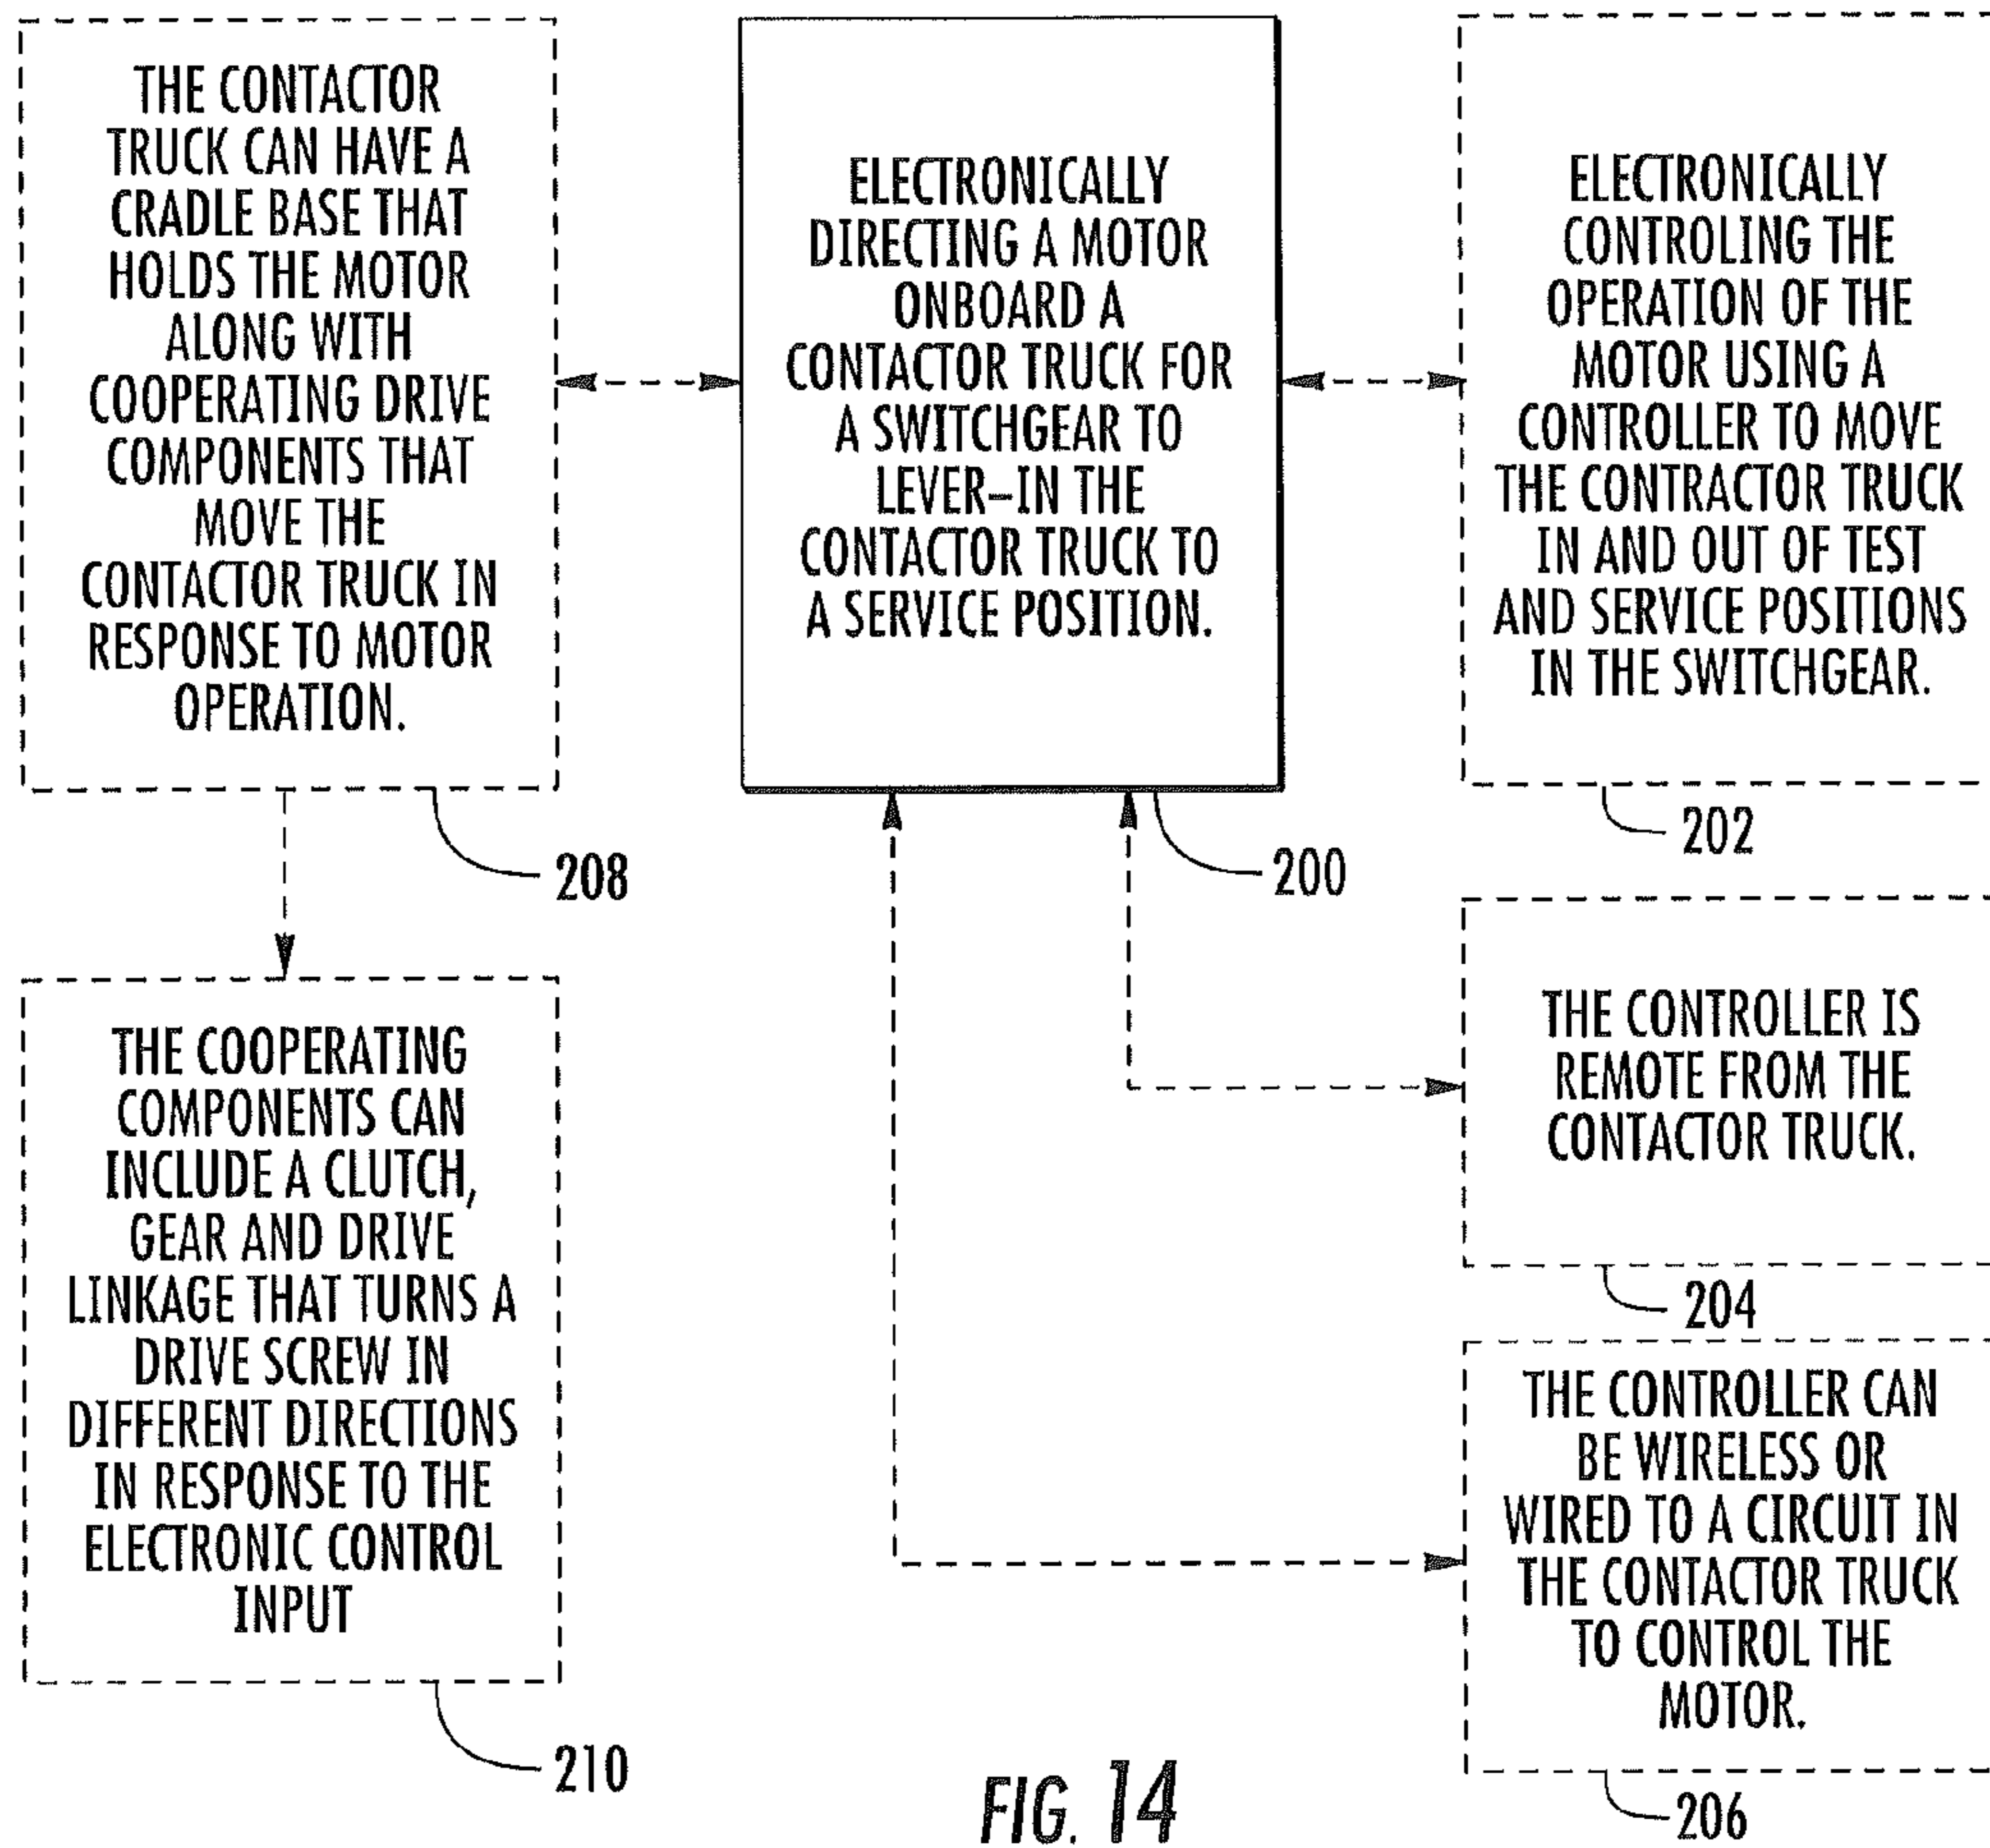 THE CONTACTOR
TRUCK CAN HAVE A
CRADLE BASE THAT
HOLDS THE MOTOR
ALONG WITH
COOPERATING DRIVE
COMPONENTS THAT
MOVE THE
CONTACTOR TRUCK IN
RESPONSE TO MOTOR
OPERATION.
208
ELECTRONICALLY
DIRECTING A MOTOR
ONBOARD A
CONTACTOR TRUCK FOR
A SWITCHGEAR TO
LEVER-IN THE
CONTACTOR TRUCK TO
A SERVICE POSITION.
200
ELECTRONICALLY
CONTROLING THE
OPERATION OF THE
MOTOR USING A
CONTROLLER TO MOVE
THE CONTRACTOR TRUCK
IN AND OUT OF TEST
AND SERVICE POSITIONS
IN THE SWITCHGEAR.
202
THE COOPERATING
COMPONENTS CAN
INCLUDE A CLUTCH,
GEAR AND DRIVE
LINKAGE THAT TURNS A
DRIVE SCREW IN
DIFFERENT DIRECTIONS
IN RESPONSE TO THE
ELECTRONIC CONTROL
INPUT
210
THE CONTROLLER IS
REMOTE FROM THE
CONTACTOR TRUCK.
204
THE CONTROLLER CAN
BE WIRELESS OR
WIRED TO A CIRCUIT IN
THE CONTACTOR TRUCK
TO CONTROL THE
MOTOR.
206
FIG. 14